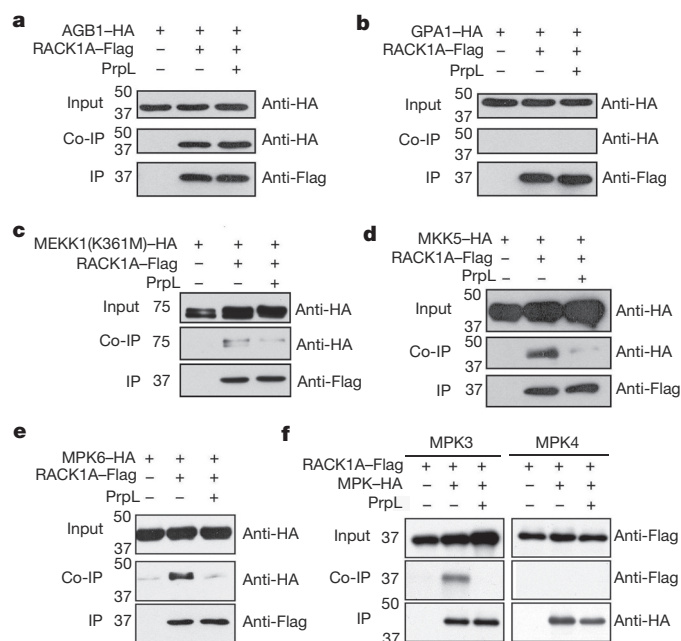 a
AGB1–HA + + +
RACK1A–Flag – + +
PrpL – – +
Input 50 37 Anti-HA
Co-IP 50 37 Anti-HA
IP 37 Anti-Flag
b
GPA1–HA + + +
RACK1A–Flag – + +
PrpL – – +
Input 50 37 Anti-HA
Co-IP 50 37 Anti-HA
IP 37 Anti-Flag
c
MEKK1(K361M)–HA + + +
RACK1A–Flag – + +
PrpL – – +
Input 75 Anti-HA
Co-IP 75 Anti-HA
IP 37 Anti-Flag
d
MKK5–HA + + +
RACK1A–Flag – + +
PrpL – – +
Input 50 37 Anti-HA
Co-IP 50 37 Anti-HA
IP 37 Anti-Flag
e
MPK6–HA + + +
RACK1A–Flag – + +
PrpL – – +
Input 50 37 Anti-HA
Co-IP 50 37 Anti-HA
IP 37 Anti-Flag
f
MPK3 MPK4
RACK1A–Flag + + + + + +
MPK–HA – + + – + +
PrpL – – + – – +
Input 37 Anti-Flag
Co-IP 37 Anti-Flag
IP 50 37 Anti-HA